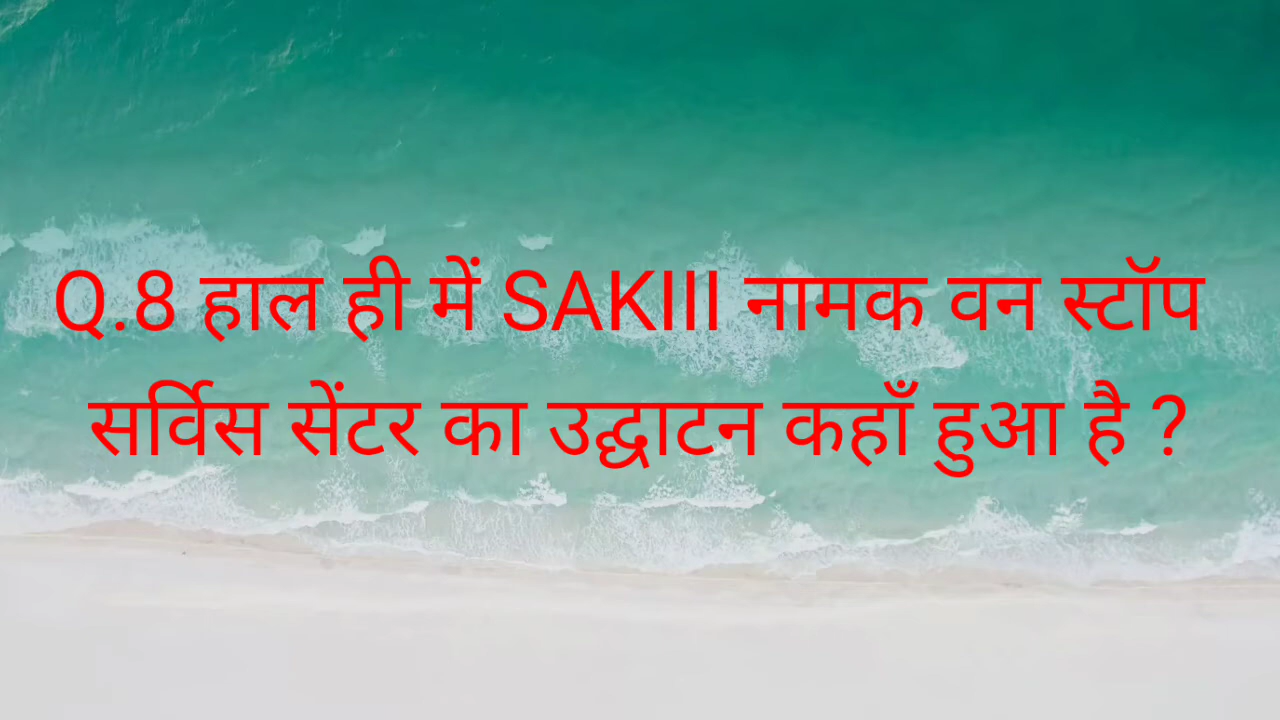 Q.8 हाल ही में SAKIII नामक वन स्टॉप
सर्विस सेंटर का उद्घाटन कहाँ हुआ है ?